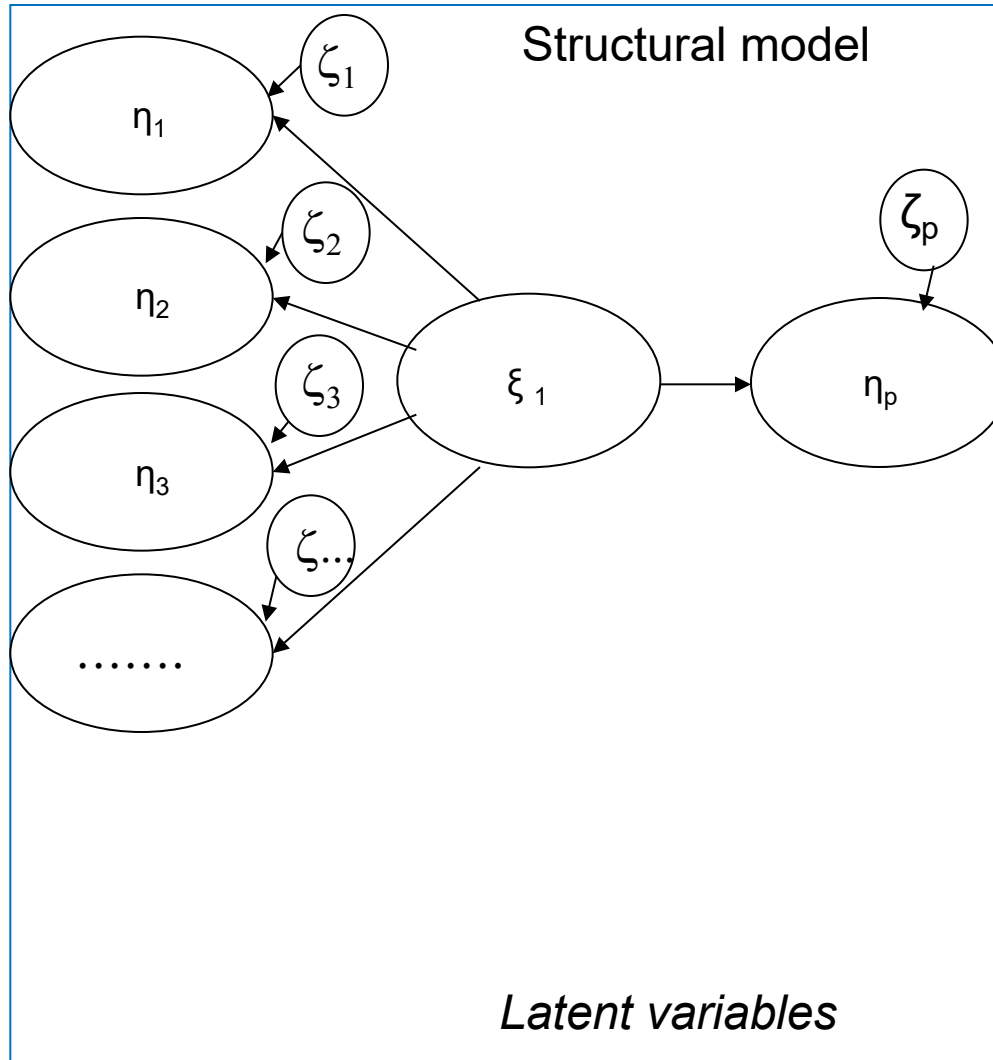 Structural model
ζ1
η1
ζp
ζ2
η2
ξ 1
ηp
ζ3
η3
ζ...
.......
Latent variables